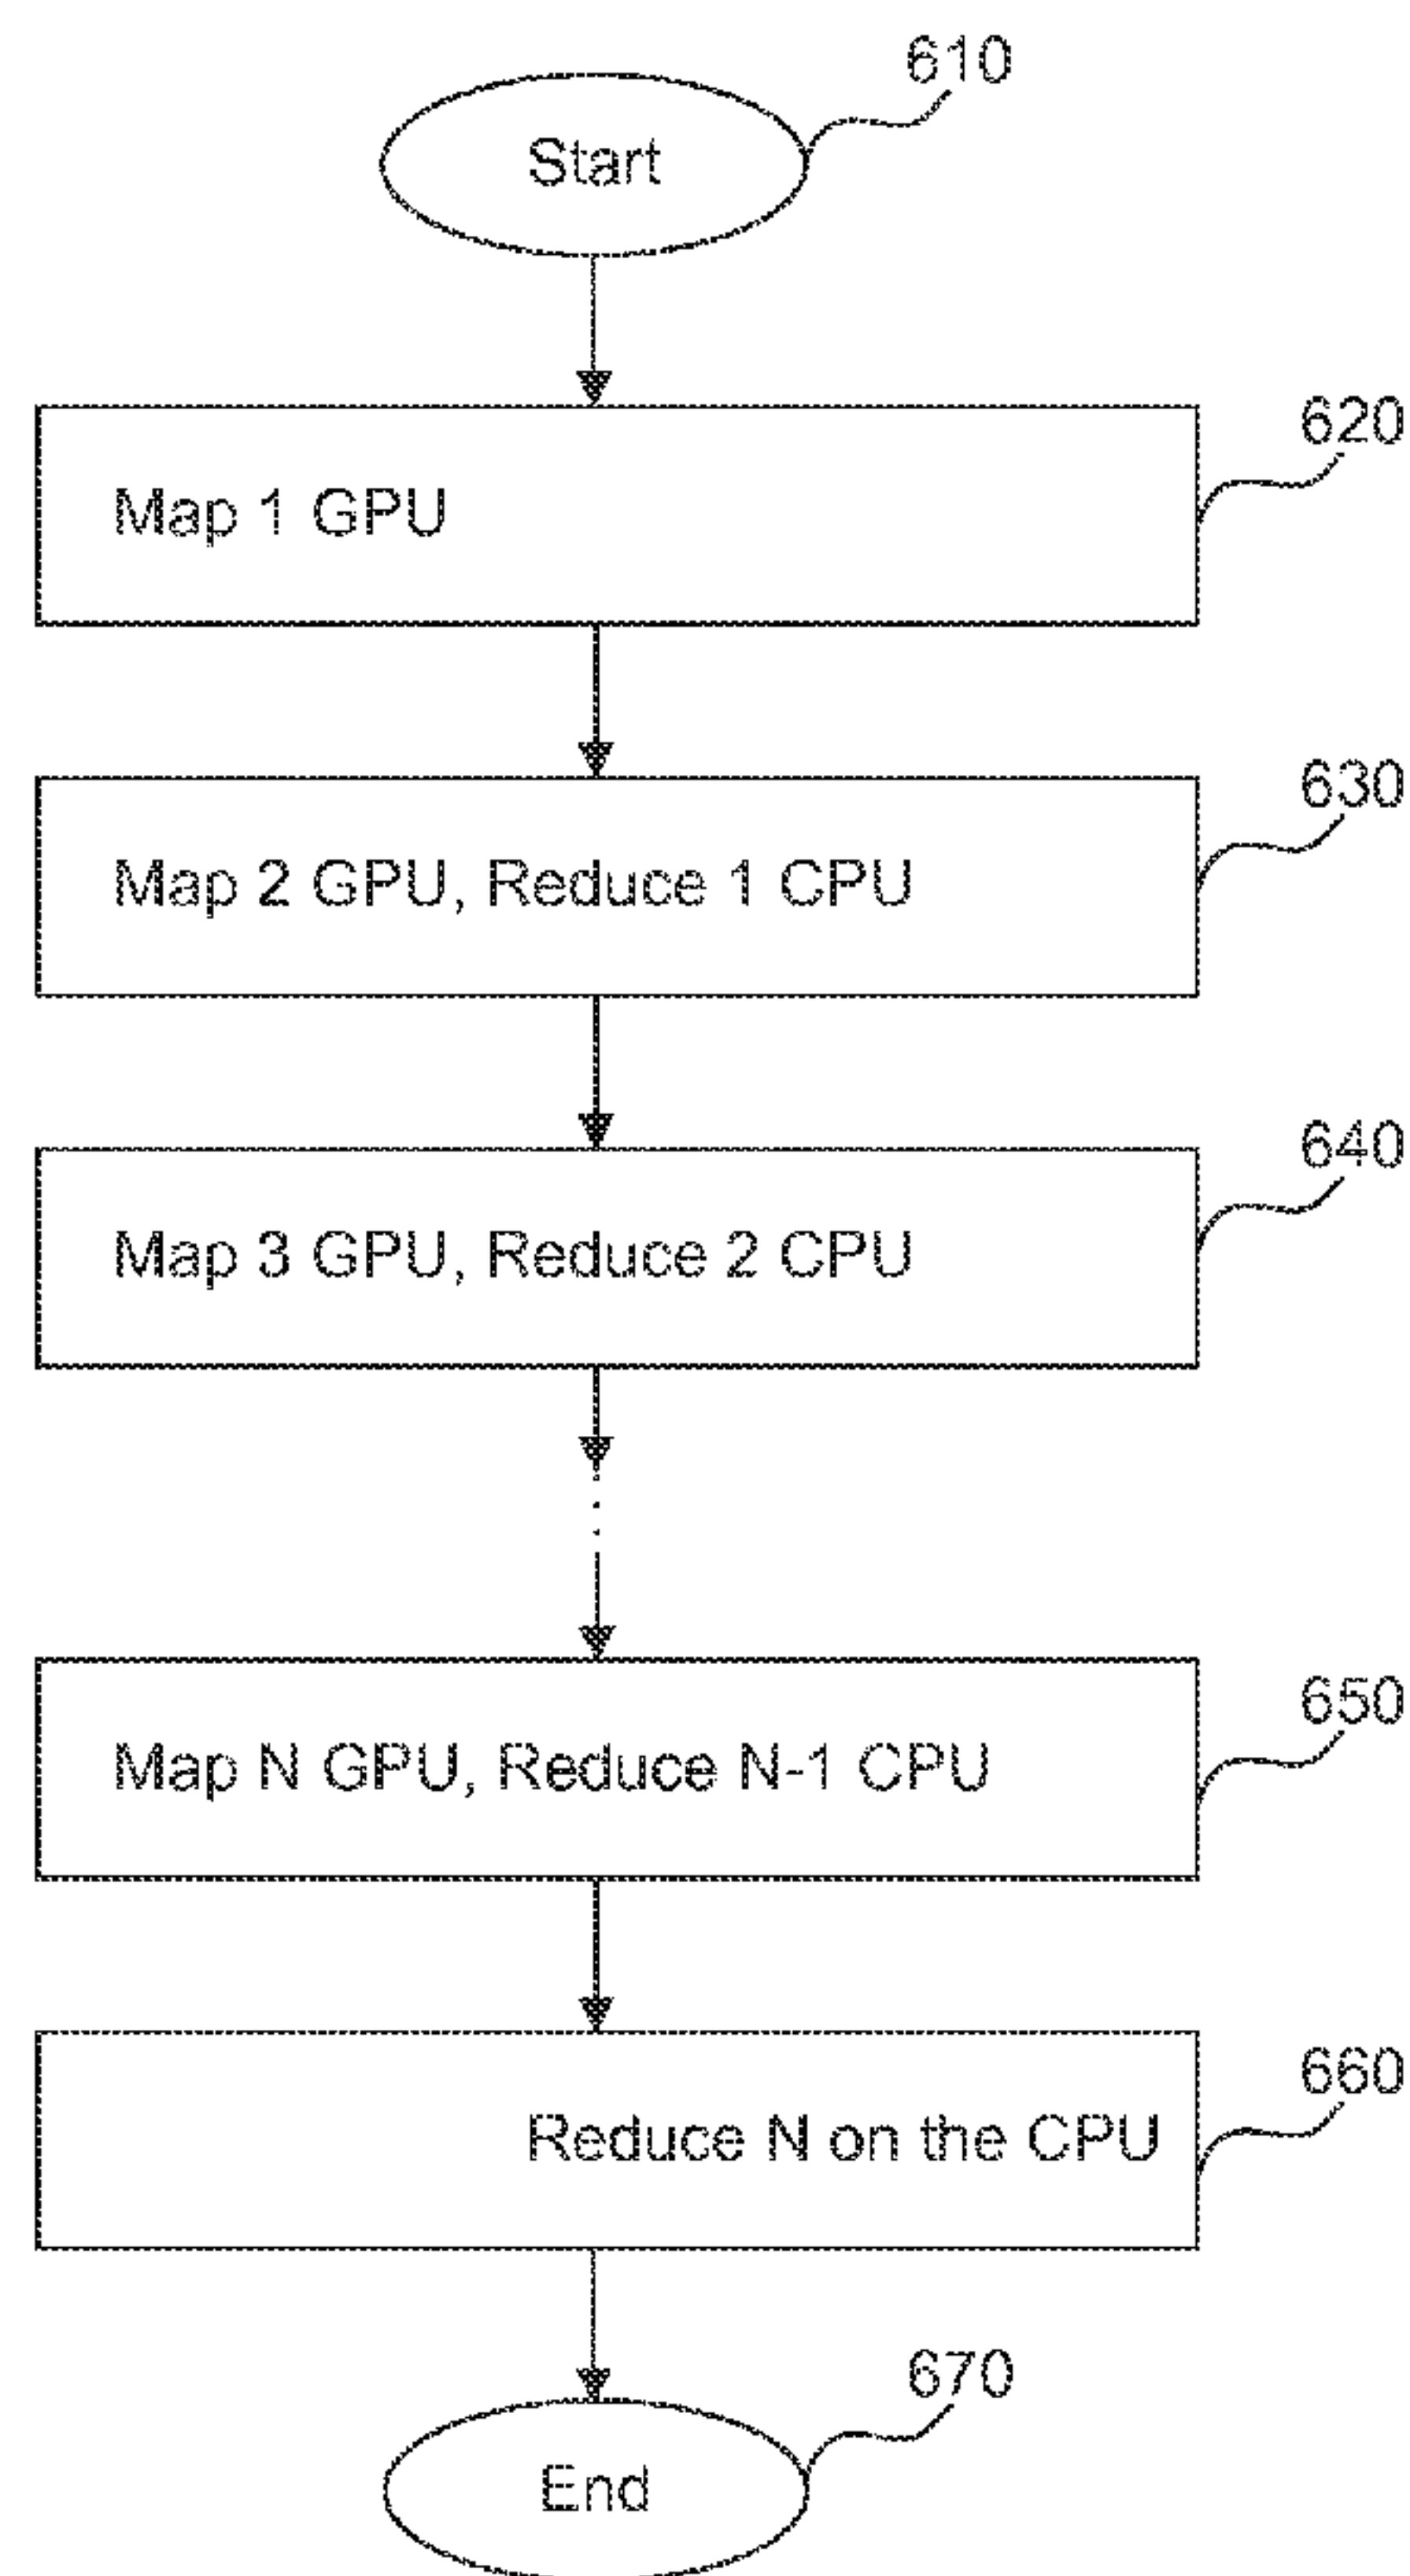 610
Start
620
Map 1 GPU
630
Map 2 GPU, Reduce 1 CPU
640
Map 3 GPU, Reduce 2 CPU
650
Map N GPU, Reduce N-1 CPU
660
Reduce N on the CPU
670
End